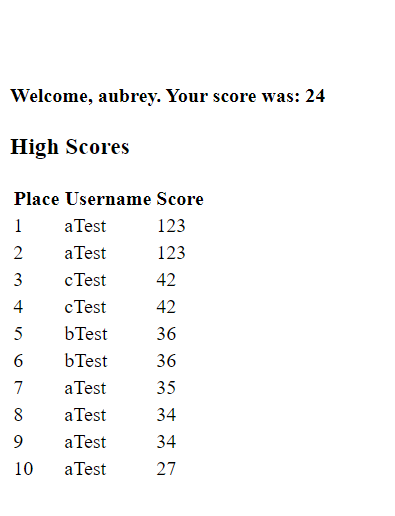 Welcome, aubrey. Your score was: 24
High Scores
Place Username Score
1 aTest 123
2 aTest 123
3 cTest 42
4 cTest 42
5 bTest 36
6 bTest 36
7 aTest 35
8 aTest 34
9 aTest 34
10 aTest 27